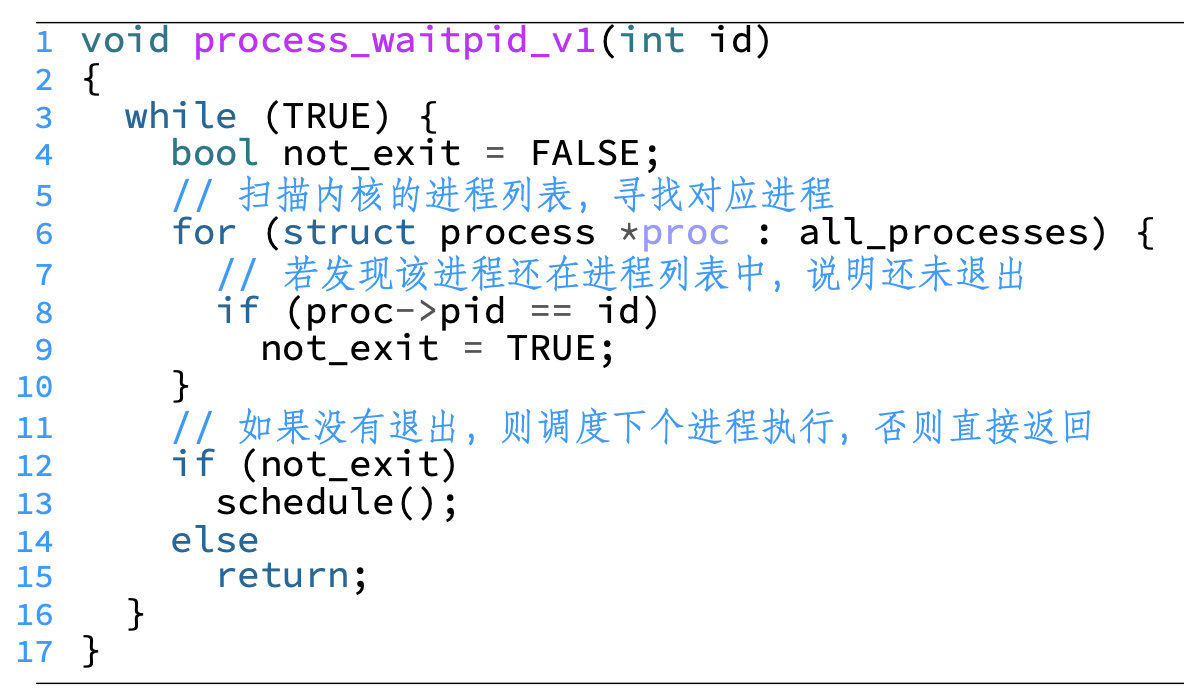 1 void process_waitpid_v1(int id)
2 {
3   while (TRUE) {
4     bool not_exit = FALSE;
5     // 扫描内核的进程列表，寻找对应进程
6     for (struct process *proc : all_processes) {
7       // 若发现该进程还在进程列表中，说明还未退出
8       if (proc->pid == id)
9         not_exit = TRUE;
10     }
11     // 如果没有退出，则调度下个进程执行，否则直接返回
12     if (not_exit)
13       schedule();
14     else
15       return;
16   }
17 }